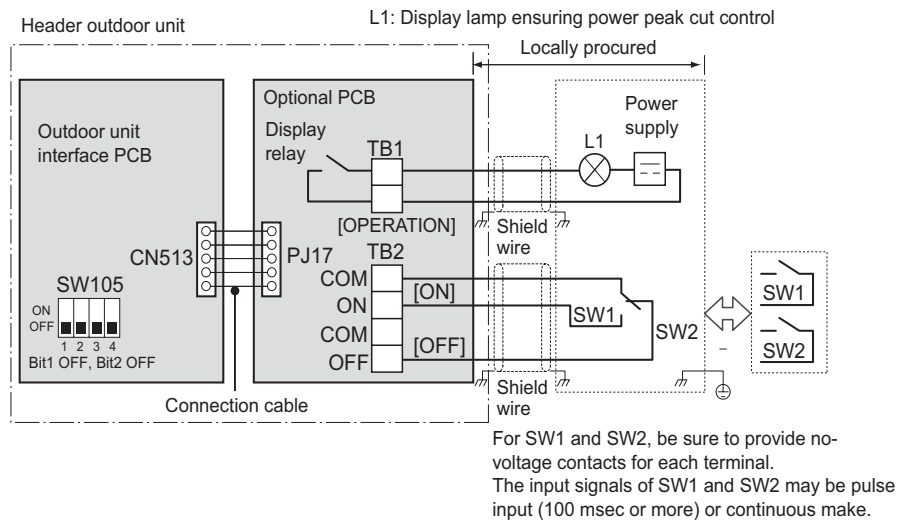 Header outdoor unit
L1: Display lamp ensuring power peak cut control
Locally procured
Outdoor unit
interface PCB
Optional PCB
Display
relay
TB1
L1
Power
supply
[OPERATION]
Shield
wire
CN513
PJ17
TB2
COM
ON
COM
OFF
[ON]
[OFF]
SW1
SW2
SW1
SW2
SW105
ON
OFF
1 2 3 4
Bit1 OFF, Bit2 OFF
Connection cable
Shield
wire
For SW1 and SW2, be sure to provide no-
voltage contacts for each terminal.
The input signals of SW1 and SW2 may be pulse
input (100 msec or more) or continuous make.